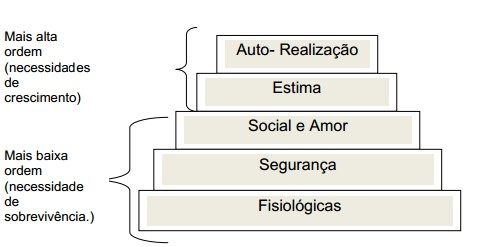 Mais alta
ordem
(necessidades
de
crescimento)
Auto- Realização
Estima
Social e Amor
Mais baixa
ordem
(necessidade
de
sobrevivência.)
Segurança
Fisiológicas